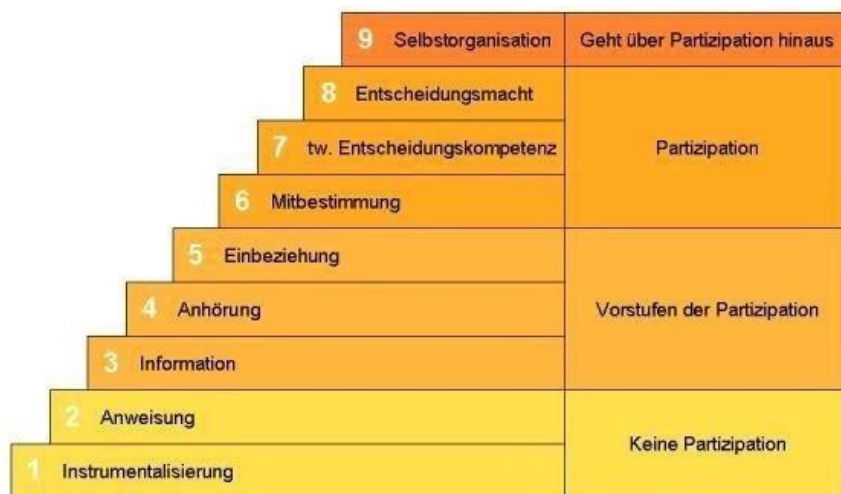 9 Selbstorganisation Geht über Partizipation hinaus
8 Entscheidungsmacht
7 tw. Entscheidungskompetenz Partizipation
6 Mitbestimmung
5 Einbeziehung
4 Anhörung Vorstufen der Partizipation
3 Information
2 Anweisung
Keine Partizipation
1 Instrumentalisierung